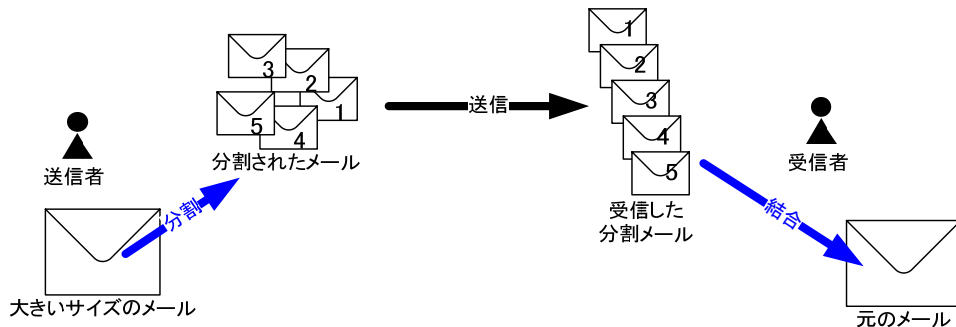 送信者
大きいサイズのメール
分割
3
2
1
5
4
分割されたメール
送信
1
2
3
4
5
受信した
分割メール
受信者
結合
元のメール